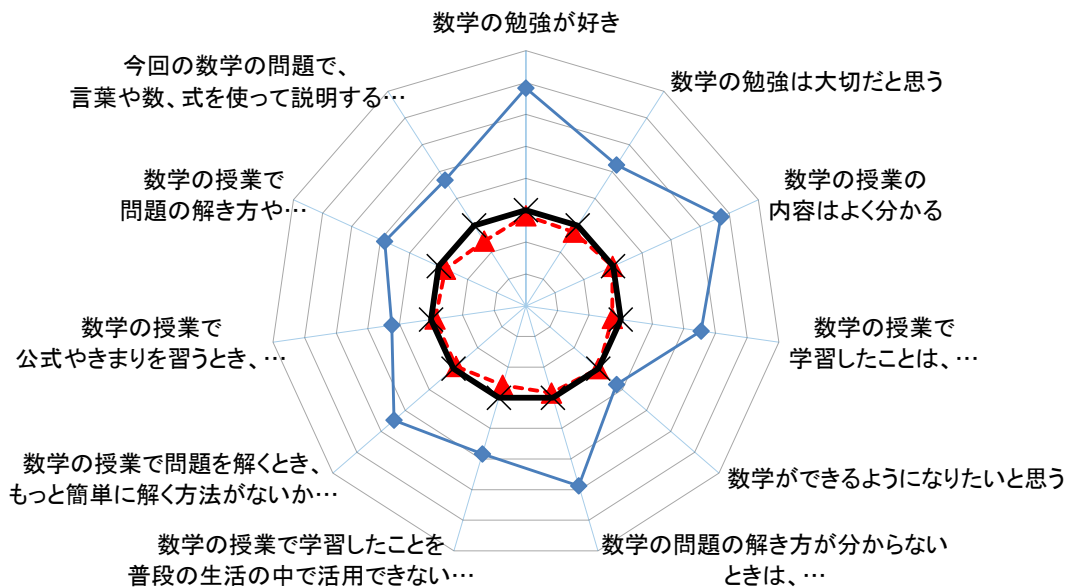 数学の勉強が好き
数学の勉強は大切だと思う
数学の授業の
内容はよく分かる
数学の授業で
学習したことは、…
数学ができるようになりたいと思う
数学の問題の解き方が分からない
ときは、…
数学の授業で学習したことを
普段の生活の中で活用できない…
数学の授業で問題を解くとき、
もっと簡単に解く方法がないか…
数学の授業で
公式やきまりを習うとき、…
数学の授業で
問題の解き方や…
今回の数学の問題で、
言葉や数、式を使って説明する…